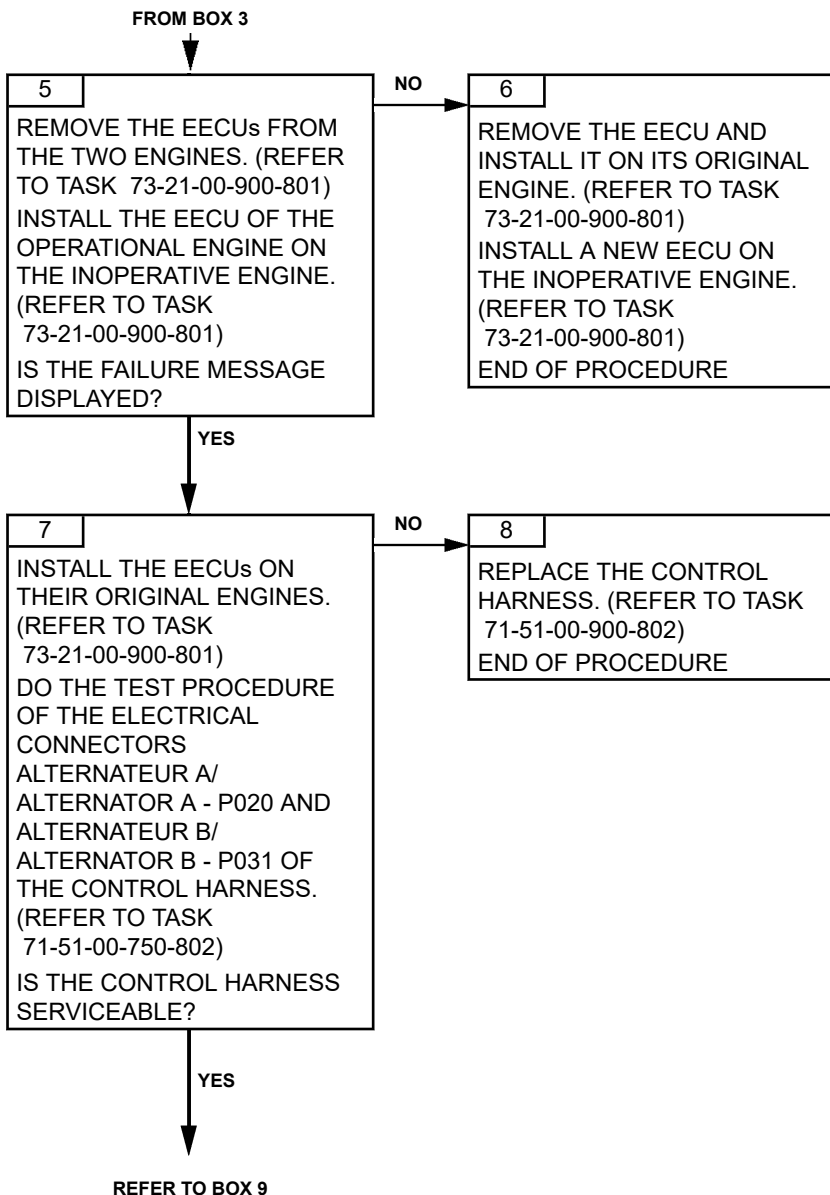 FROM BOX 3
5
REMOVE THE EECUs FROM
THE TWO ENGINES. (REFER
TO TASK 73-21-00-900-801)
INSTALL THE EECU OF THE
OPERATIONAL ENGINE ON
THE INOPERATIVE ENGINE.
(REFER TO TASK
73-21-00-900-801)
IS THE FAILURE MESSAGE
DISPLAYED?
NO
6
REMOVE THE EECU AND
INSTALL IT ON ITS ORIGINAL
ENGINE. (REFER TO TASK
73-21-00-900-801)
INSTALL A NEW EECU ON
THE INOPERATIVE ENGINE.
(REFER TO TASK
73-21-00-900-801)
END OF PROCEDURE
YES
7
INSTALL THE EECUs ON
THEIR ORIGINAL ENGINES.
(REFER TO TASK
73-21-00-900-801)
DO THE TEST PROCEDURE
OF THE ELECTRICAL
CONNECTORS
ALTERNATEUR A/
ALTERNATOR A - P020 AND
ALTERNATEUR B/
ALTERNATOR B - P031 OF
THE CONTROL HARNESS.
(REFER TO TASK
71-51-00-750-802)
IS THE CONTROL HARNESS
SERVICEABLE?
NO
8
REPLACE THE CONTROL
HARNESS. (REFER TO TASK
71-51-00-900-802)
END OF PROCEDURE
YES
REFER TO BOX 9